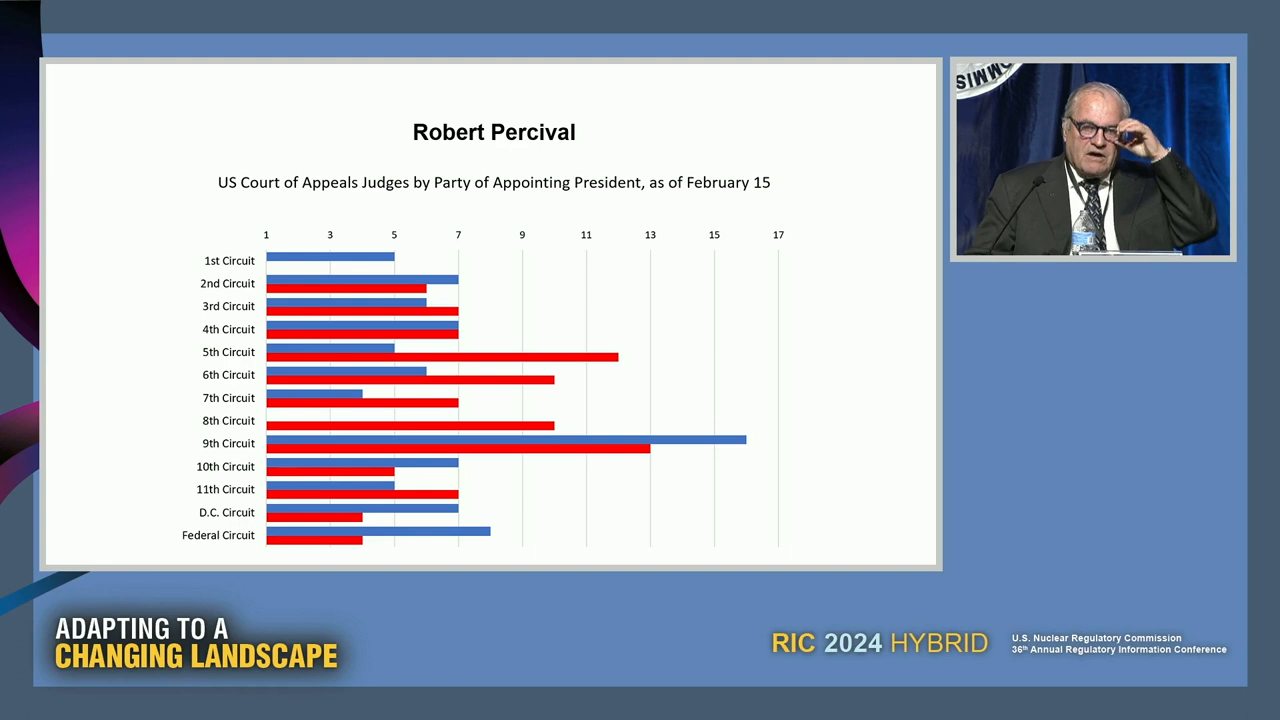 Robert Percival
US Court of Appeals Judges by Party of Appointing President, as of February 15
1 3 5 7 9 11 13 15 17
1st Circuit
2nd Circuit
3rd Circuit
4th Circuit
5th Circuit
6th Circuit
7th Circuit
8th Circuit
9th Circuit
10th Circuit
11th Circuit
D.C. Circuit
Federal Circuit
ADAPTING TO A
CHANGING LANDSCAPE
RIC 2024 HYBRID
U.S. Nuclear Regulatory Commission
36th Annual Regulatory Information Conference